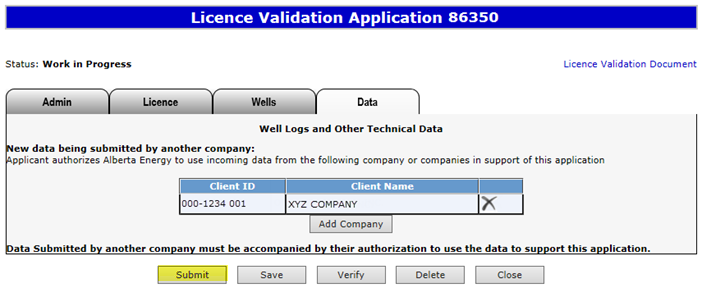 Licence Validation Application 86350
Status: Work in Progress
Licence Validation Document
Admin
Licence
Wells
Data
Well Logs and Other Technical Data
New data being submitted by another company:
Applicant authorizes Alberta Energy to use incoming data from the following company or companies in support of this application
Client ID Client Name
000-1234 001 XYZ COMPANY
Add Company
Data Submitted by another company must be accompanied by their authorization to use the data to support this application.
Submit Save Verify Delete Close